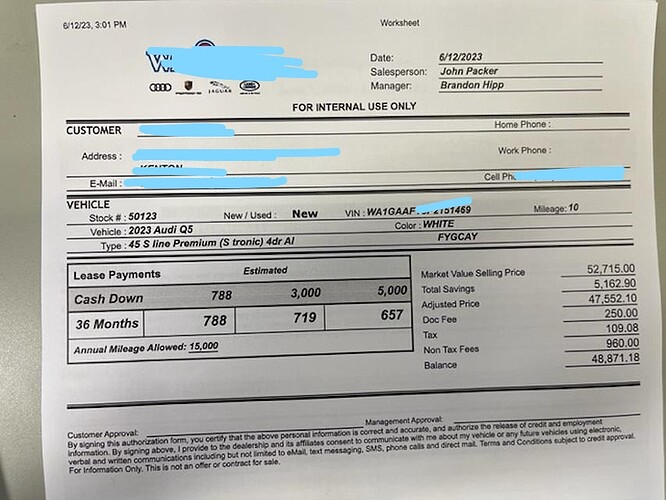 6/12/23, 3:01 PM
Worksheet
Date: 6/12/2023
Salesperson: John Packer
Manager: Brandon Hipp
JAGUAR
FOR INTERNAL USE ONLY
CUSTOMER
Home Phone :
Address :
Work Phone :
KENTON
E-Mail :
Cell
VEHICLE
Stock # : 50123 New / Used : New VIN : WA1GAAF 2151469 Mileage: 10
Vehicle : 2023 Audi Q5 Color : WHITE
Type : 45 S line Premium (S tronic) 4dr Al FYGCAY
Lease Payments Estimated
Cash Down 788 3,000 5,000
36 Months 788 719 657
Annual Mileage Allowed: 15,000
Market Value Selling Price 52,715.00
Total Savings 5,162.90
Adjusted Price 47,552.10
Doc Fee 250.00
Tax 109.08
Non Tax Fees 960.00
Balance 48,871.18
Customer Approval: Management Approval:
By signing this authorization form, you certify that the above personal information is correct and accurate, and authorize the release of credit and employment
information. By signing above, I provide to the dealership and its affiliates consent to communicate with me about my vehicle or any future vehicles using electronic,
verbal and written communications including but not limited to eMail, text messaging, SMS, phone calls and direct mail. Terms and Conditions subject to credit approval.
For Information Only. This is not an offer or contract for sale.